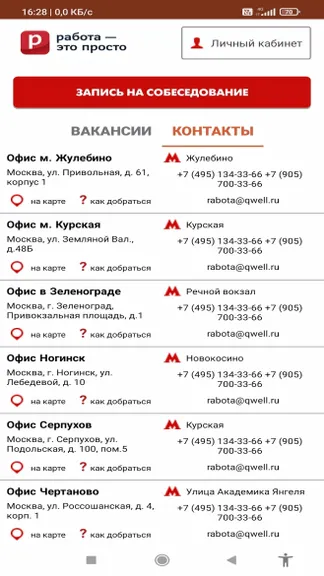 16:28 | 0,0 КБ/с
70
работа —
это просто
Личный кабинет
ЗАПИСЬ НА СОБЕСЕДОВАНИЕ
ВАКАНСИИ КОНТАКТЫ
Офис м. Жулебино
Москва, ул. Привольная, д. 61,
корпус 1
на карте ? как добраться
Жулебино
+7 (495) 134-33-66 +7 (905)
700-33-66
rabota@qwell.ru
Офис м. Курская
Москва, ул. Земляной Вал.,
д.48Б
на карте ? как добраться
Курская
+7 (495) 134-33-66 +7 (905)
700-33-66
rabota@qwell.ru
Офис в Зеленограде
Москва, г. Зеленоград,
Привокзальная площадь, д.1
на карте ? как добраться
Речной вокзал
+7 (495) 134-33-66 +7 (905)
700-33-66
rabota@qwell.ru
Офис Ногинск
Москва, г. Ногинск, ул.
Лебедевой, д. 10
на карте ? как добраться
Новокосино
+7 (495) 134-33-66 +7 (905)
700-33-66
rabota@qwell.ru
Офис Серпухов
Москва, г. Серпухов, ул.
Подольская, д. 100, пом.5
на карте ? как добраться
Курская
+7 (495) 134-33-66 +7 (905)
700-33-66
rabota@qwell.ru
Офис Чертаново
Москва, ул. Россошанская, д. 4,
корп. 1
на карте ? как добраться
Улица Академика Янгеля
+7 (495) 134-33-66 +7 (905)
700-33-66
rabota@qwell.ru